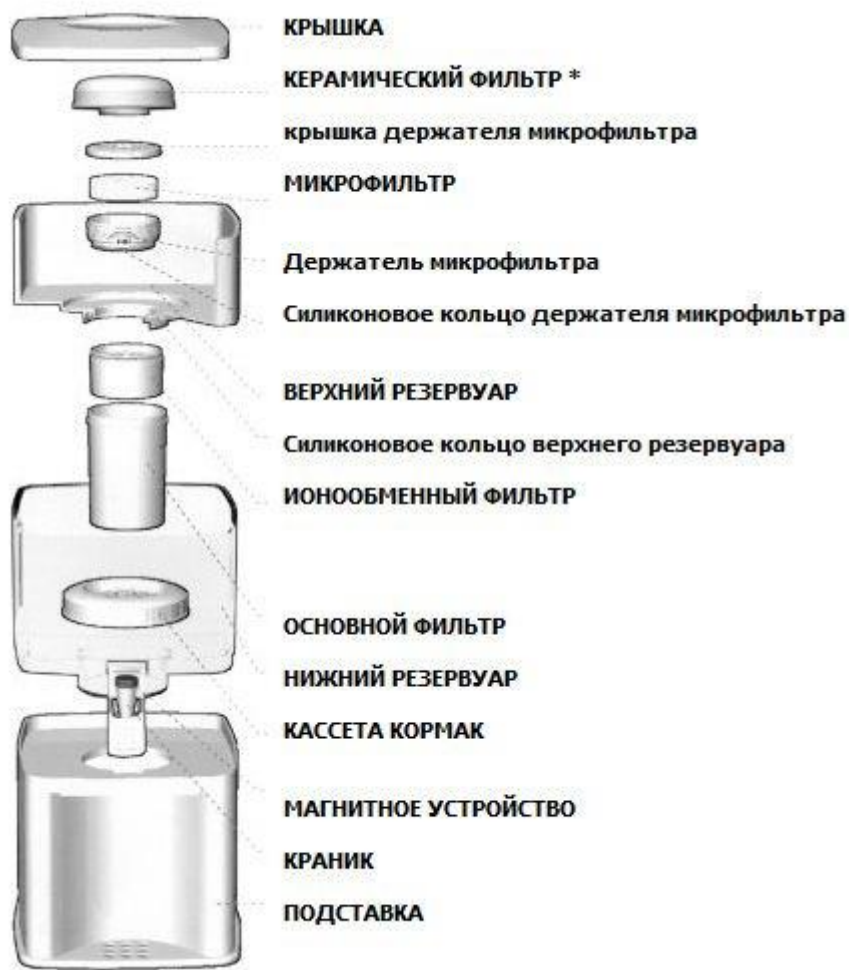 КРЫШКА
КЕРАМИЧЕСКИЙ ФИЛЬТР *
крышка держателя микрофильтра
МИКРОФИЛЬТР
Держатель микрофильтра
Силиконовое кольцо держателя микрофильтра
ВЕРХНИЙ РЕЗЕРВУАР
Силиконовое кольцо верхнего резервуара
ИОНООБМЕННЫЙ ФИЛЬТР
ОСНОВНОЙ ФИЛЬТР
НИЖНИЙ РЕЗЕРВУАР
КАССЕТА КОРМАК
МАГНИТНОЕ УСТРОЙСТВО
КРАНИК
ПОДСТАВКА